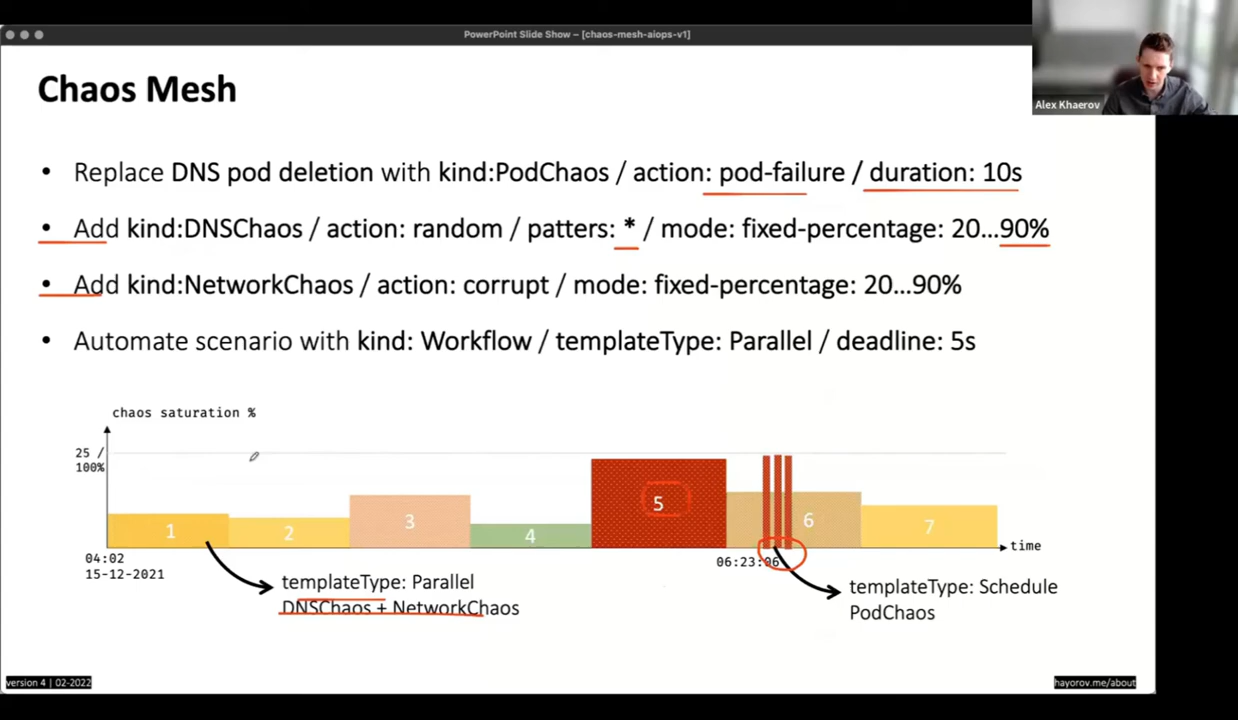 PowerPoint Slide Show – [chaos-mesh-aiops-v1]
Alex Khaerov
Chaos Mesh
• Replace DNS pod deletion with kind:PodChaos / action: pod-failure / duration: 10s
• Add kind:DNSChaos / action: random / patters: * / mode: fixed-percentage: 20...90%
• Add kind:NetworkChaos / action: corrupt / mode: fixed-percentage: 20...90%
• Automate scenario with kind: Workflow / templateType: Parallel / deadline: 5s
chaos saturation %
25 /
100%
1
2
3
4
5
6
7
time
04:02
15-12-2021
06:23:06
templateType: Parallel
DNSChaos + NetworkChaos
templateType: Schedule
PodChaos
version 4 | 02-2022
hayorov.me/about